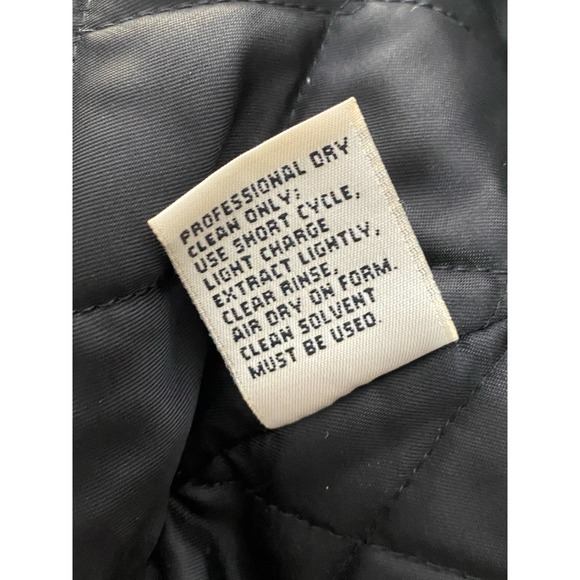 PROFESSIONAL DRY
CLEAN ONLY;
USE SHORT CYCLE,
LIGHT CHARGE
EXTRACT LIGHTLY,
CLEAR RINSE,
AIR DRY ON FORM.
CLEAN SOLVENT
MUST BE USED.